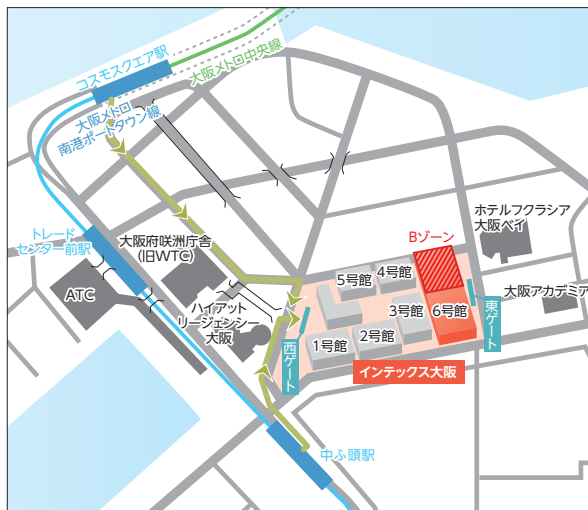 コスモスクエア駅
大阪メトロ中央線
大阪メトロ
南港ポートタウン線
トレード
センター前駅
大阪府咲洲庁舎
(旧WTC)
ATC
ハイアット
リージェンシー
大阪
ホテルフクラシア
大阪ベイ
Bゾーン
5号館
4号館
大阪アカデミア
3号館
6号館
1号館
2号館
西ゲート
東ゲート
インテックス大阪
中ふ頭駅